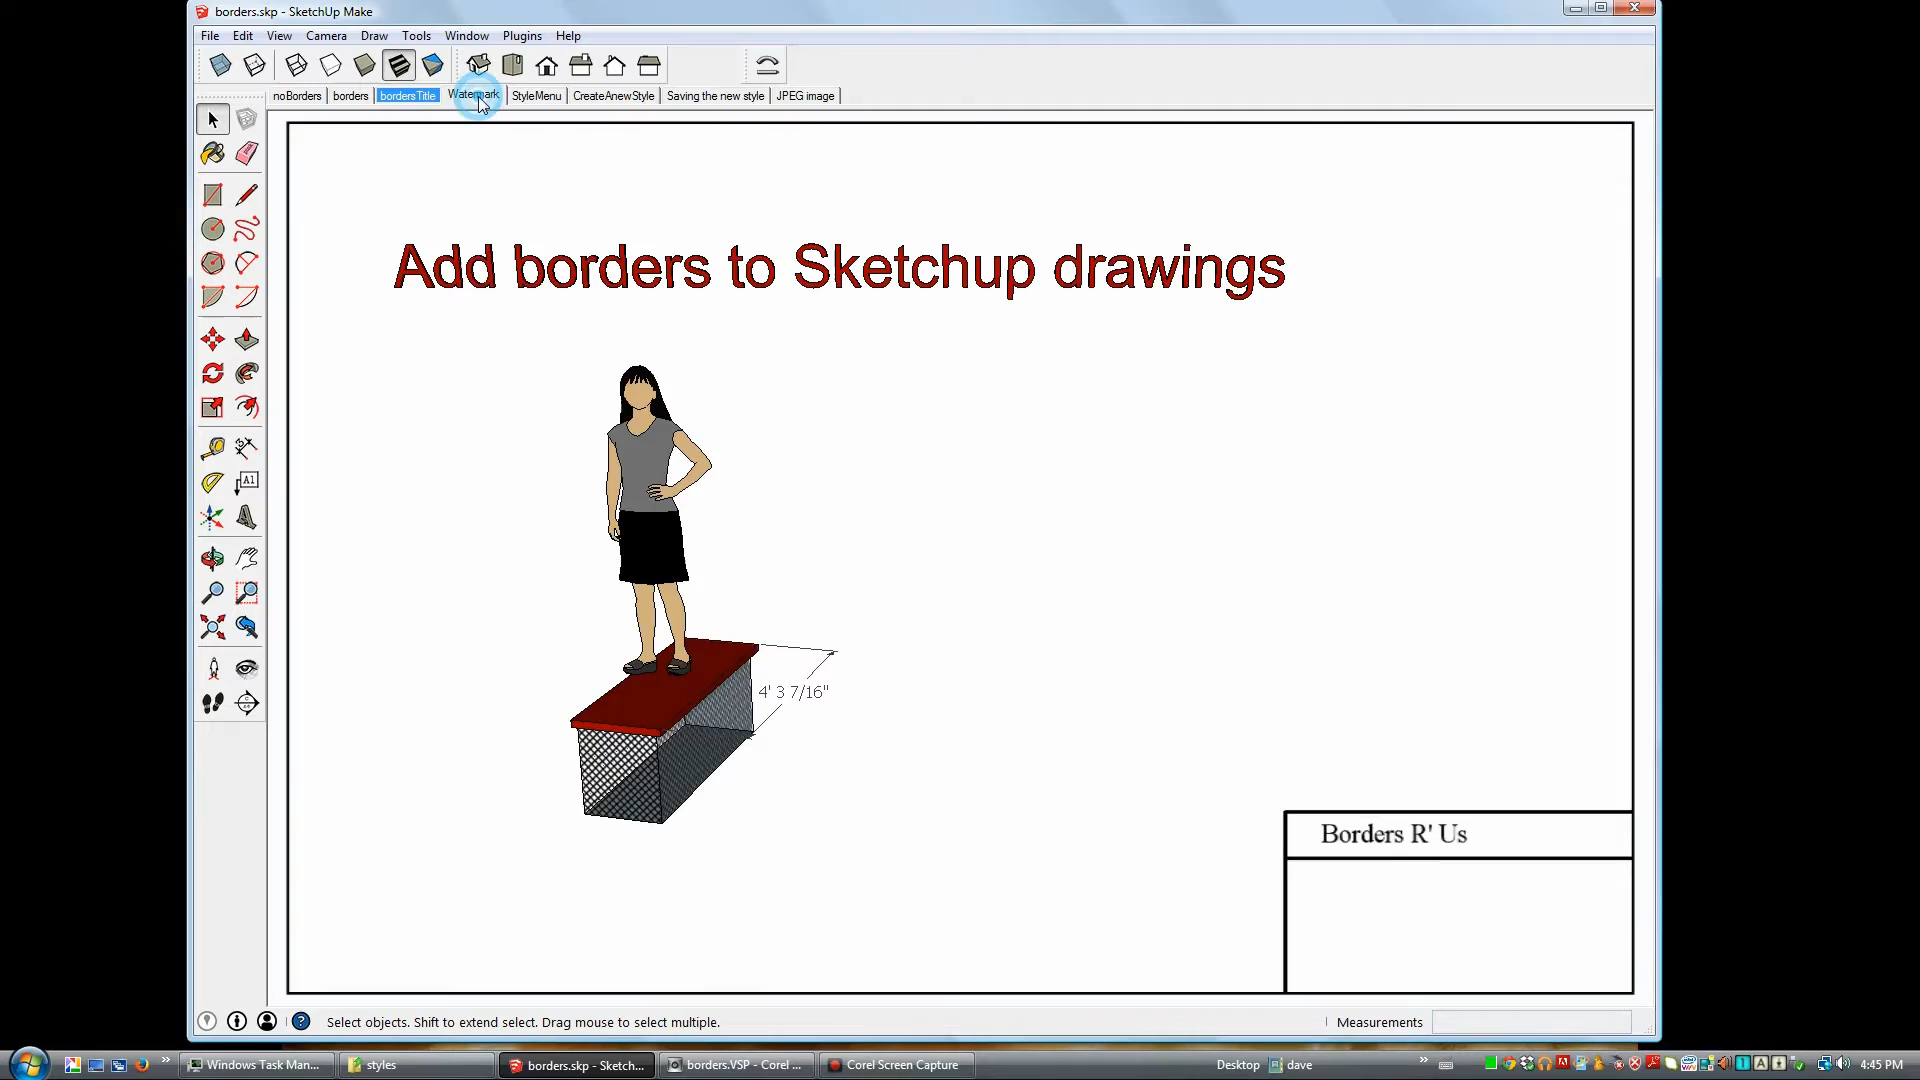 borders.skp - SketchUp Make
File Edit View Camera Draw Tools Window Plugins Help
noBorders borders bordersTitle Watermark StyleMenu CreateAnewStyle Saving the new style JPEG image
Add borders to Sketchup drawings
A1
4' 3 7/16"
Borders R' Us
Select objects. Shift to extend select. Drag mouse to select multiple.
Measurements
Windows Task Man... styles borders.skp - Sketch... borders.VSP - Corel ... Corel Screen Capture Desktop dave 4:45 PM